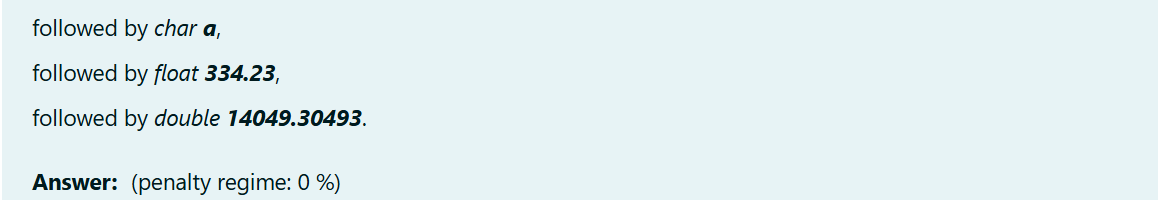 followed by char a,
followed by float 334.23,
followed by double 14049.30493.
Answer: (penalty regime: 0 %)